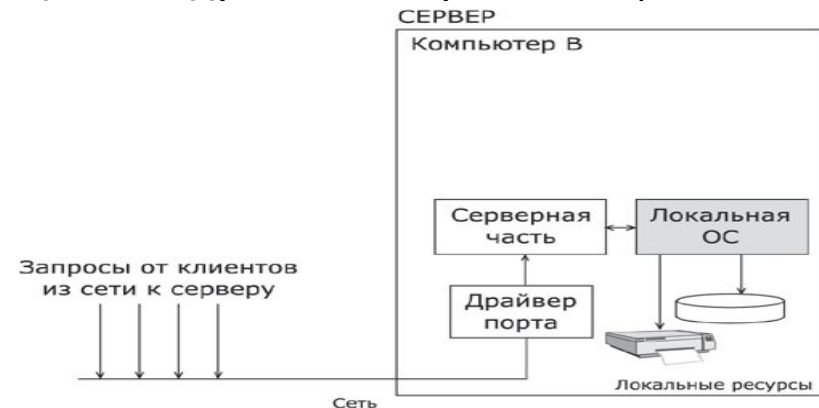 СЕРВЕР
Компьютер В
Серверная
часть
Локальная
ОС
Запросы от клиентов
из сети к серверу
Драйвер
порта
Локальные ресурсы
Сеть